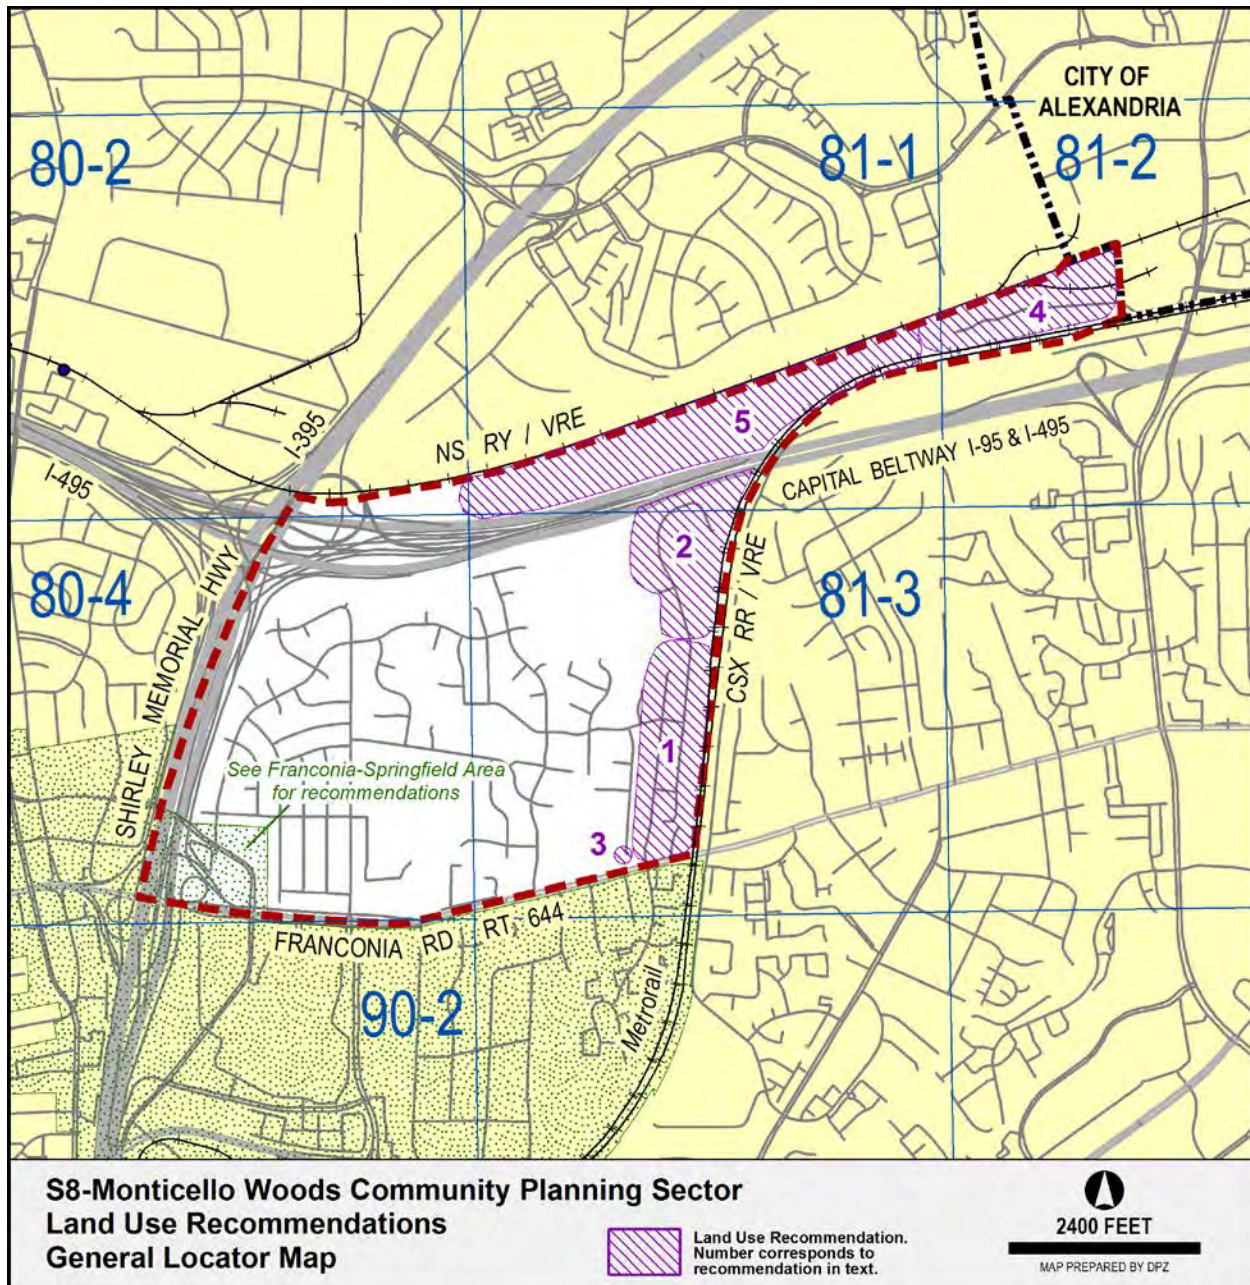 CITY OF
ALEXANDRIA
80-2
81-1
81-2
4
I-395
NS RY / VRE
5
I-495
CAPITAL BELTWAY I-95 & I-495
2
80-4
SHIRLEY MEMORIAL HWY
81-3
CSX RR / VRE
1
See Franconia-Springfield Area
for recommendations
3
FRANCONIA RD RT. 644
90-2
Metrorail
S8-Monticello Woods Community Planning Sector
Land Use Recommendations
General Locator Map
Land Use Recommendation.
Number corresponds to
recommendation in text.
2400 FEET
MAP PREPARED BY DPZ